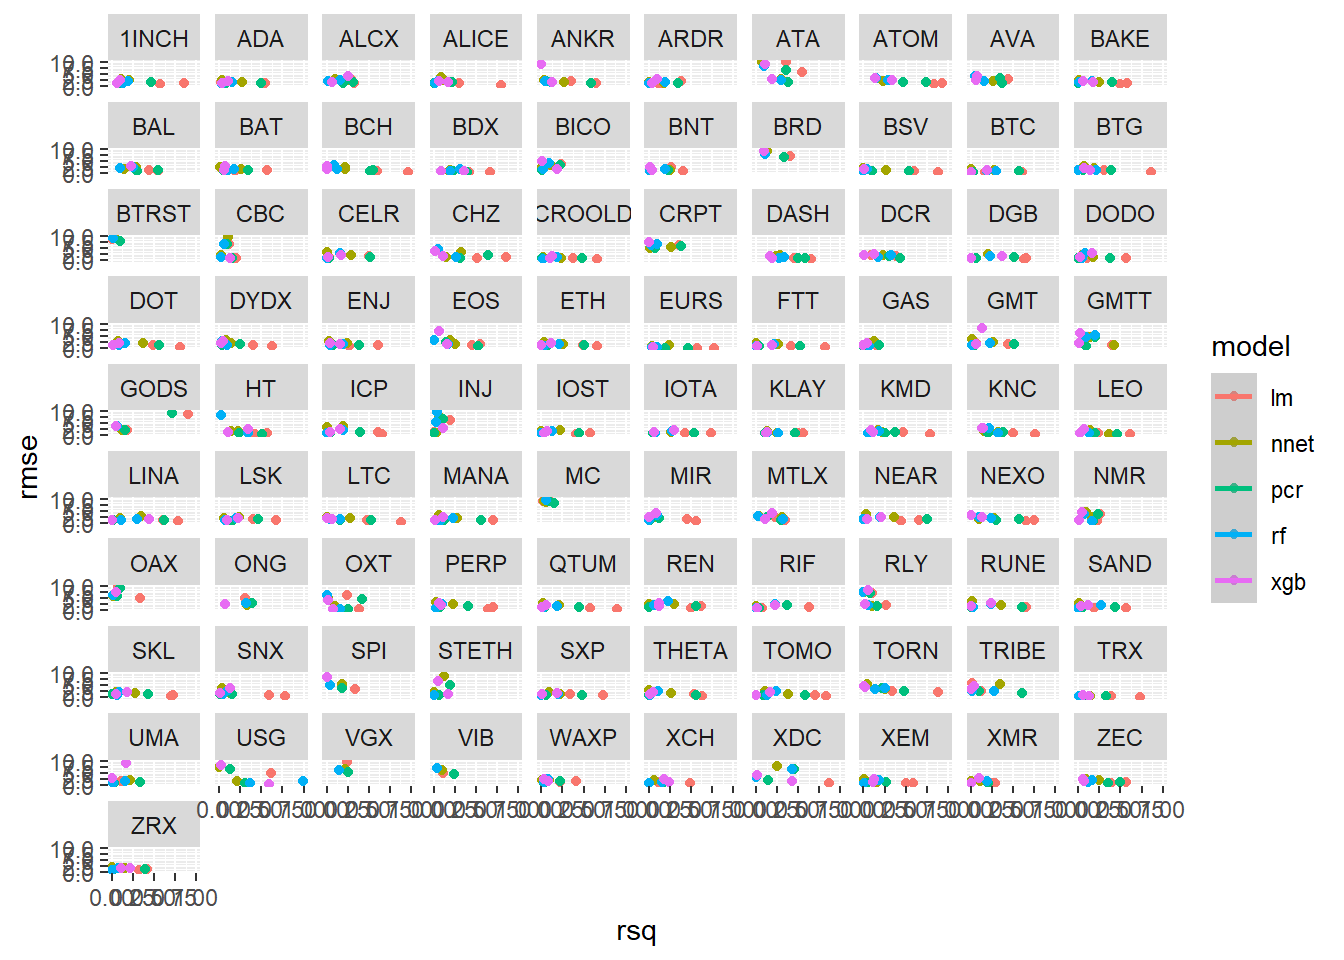 1INCH ADA ALCX ALICE ANKR ARDR ATA ATOM AVA BAKE
BAL BAT BCH BDX BICO BNT BRD BSV BTC BTG
BTRST CBC CELR CHZ CROOLD CRPT DASH DCR DGB DODO
DOT DYDX ENJ EOS ETH EURS FTT GAS GMT GMTT
GODS HT ICP INJ IOST IOTA KLAY KMD KNC LEO
LINA LSK LTC MANA MC MIR MTLX NEAR NEXO NMR
OAX ONG OXT PERP QTUM REN RIF RLY RUNE SAND
SKL SNX SPI STETH SXP THETA TOMO TORN TRIBE TRX
UMA USG VGX VIB WAXP XCH XDC XEM XMR ZEC
ZRX
rmse
rsq
model
lm
nnet
pcr
rf
xgb